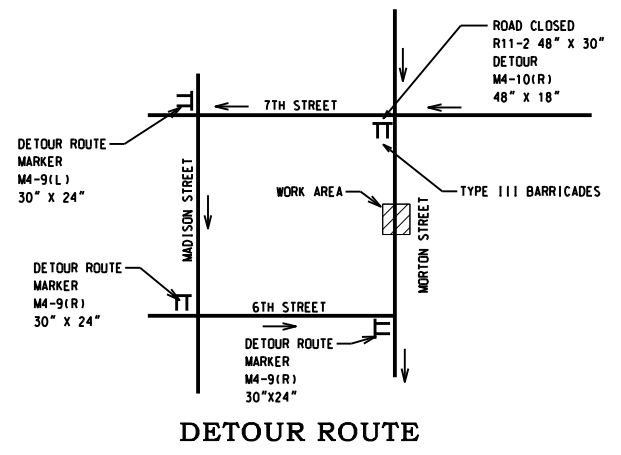 ROAD CLOSED
R11-2 48" X 30"
DETOUR
M4-10(R)
48" X 18"
7TH STREET
DETOUR ROUTE
MARKER
M4-9(L)
30" X 24"
MADISON STREET
WORK AREA
TYPE III BARRICADES
MORTON STREET
DETOUR ROUTE
MARKER
M4-9(R)
30" X 24"
6TH STREET
DETOUR ROUTE
MARKER
M4-9(R)
30"X24"
DETOUR ROUTE